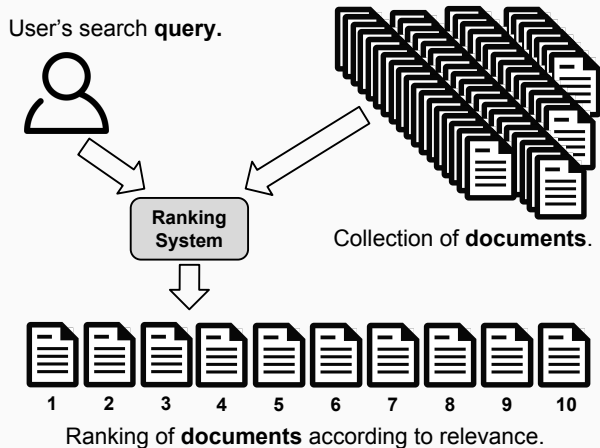 User's search query.
Ranking
System
Collection of documents.
1 2 3 4 5 6 7 8 9 10
Ranking of documents according to relevance.